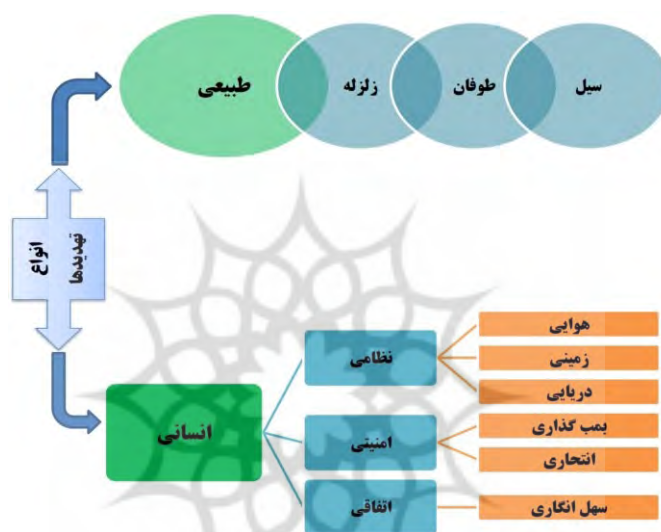 طبیعی
زلزله
طوفان
سیل
انواع
تهدیدها
انسانی
نظامی
هوایی
زمینی
دریایی
امنیتی
بمب گذاری
انتحاری
اتفاقی
سهل انگاری